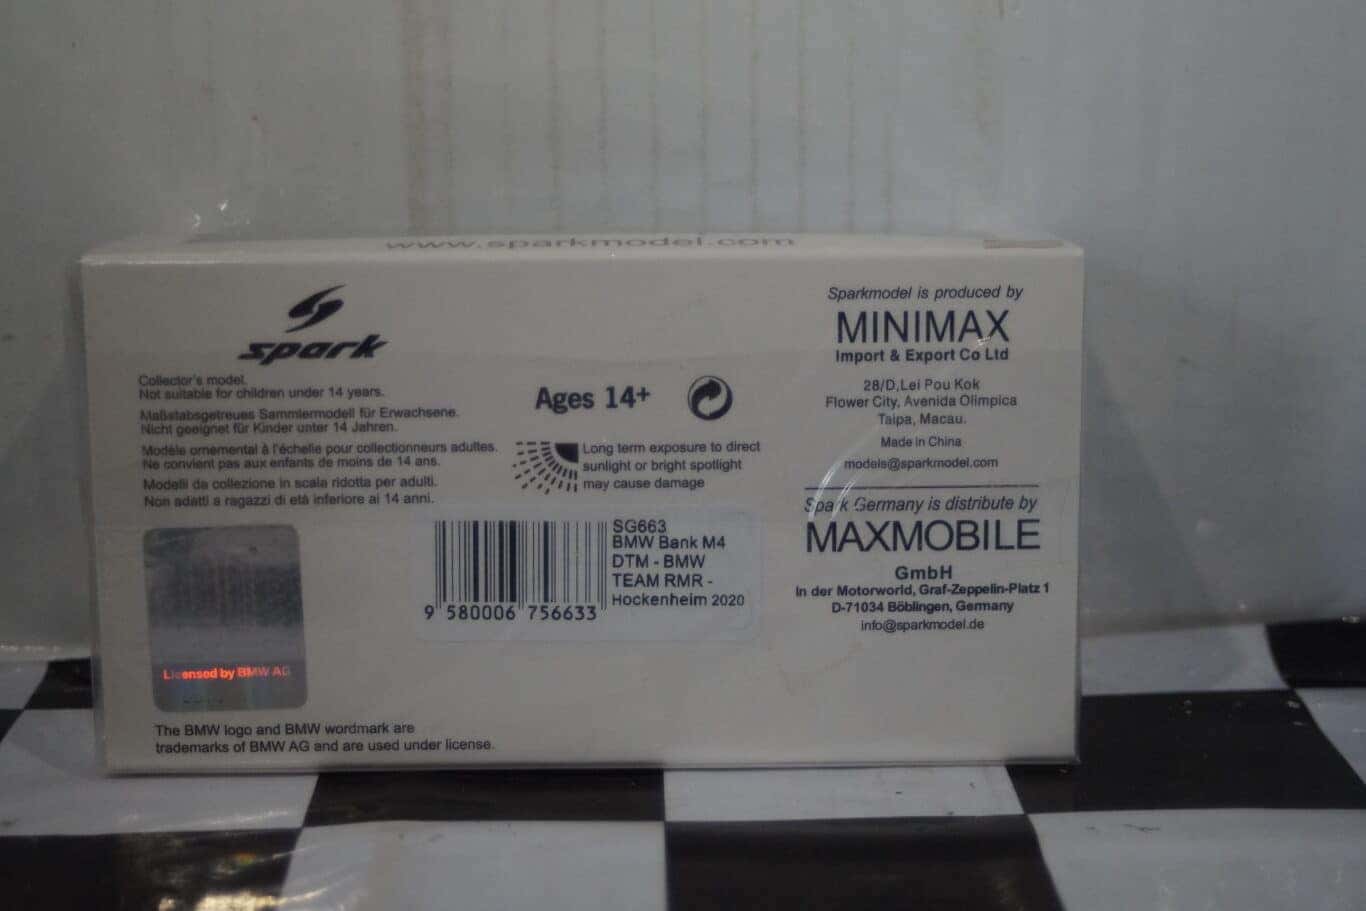 www.sparkmodel.com
spark
Collector's model.
Not suitable for children under 14 years.
Maßstabsgetreues Sammlermodell für Erwachsene.
Nicht geeignet für Kinder unter 14 Jahren.
Modèle ornemental à l'échelle pour collectionneurs adultes.
Ne convient pas aux enfants de moins de 14 ans.
Modelli da collezione in scala ridotta per adulti.
Non adatti a ragazzi di età inferiore ai 14 anni.
Ages 14+
Long term exposure to direct
sunlight or bright spotlight
may cause damage
SG663
BMW Bank M4
DTM - BMW
TEAM RMR -
Hockenheim 2020
9 580006 756633
Licensed by BMW AG
The BMW logo and BMW wordmark are
trademarks of BMW AG and are used under license.
Sparkmodel is produced by
MINIMAX
Import & Export Co Ltd
28/D,Lei Pou Kok
Flower City, Avenida Olimpica
Taipa, Macau.
Made in China
models@sparkmodel.com
Spark Germany is distribute by
MAXMOBILE
GmbH
In der Motorworld, Graf-Zeppelin-Platz 1
D-71034 Böblingen, Germany
info@sparkmodel.de